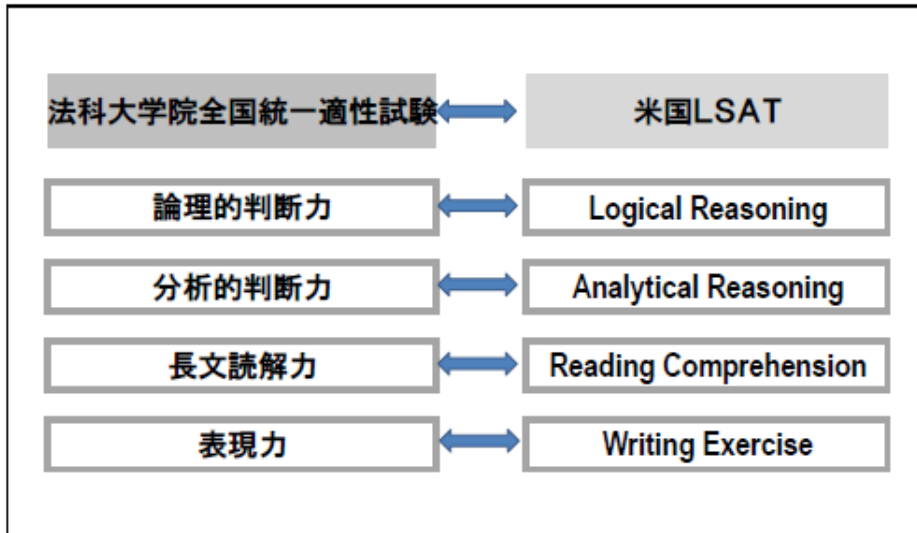 法科大学院全国統一適性試験 米国LSAT
論理的判断力 Logical Reasoning
分析的判断力 Analytical Reasoning
長文読解力 Reading Comprehension
表現力 Writing Exercise